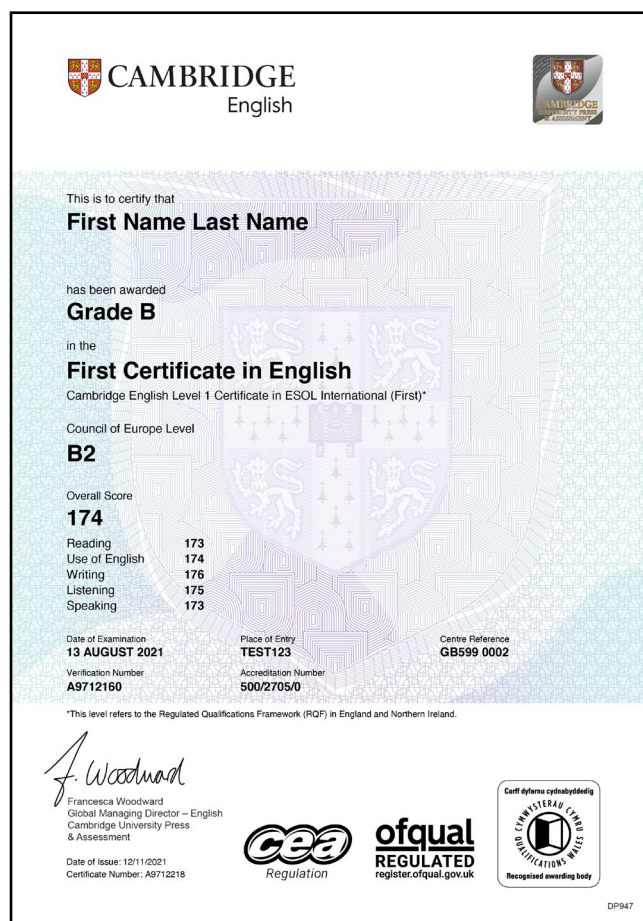 CAMBRIDGE
English
CAMBRIDGE
UNIVERSITY PRESS
& ASSESSMENT
This is to certify that
First Name Last Name
has been awarded
Grade B
in the
First Certificate in English
Cambridge English Level 1 Certificate in ESOL International (First)*
Council of Europe Level
B2
Overall Score
174
Reading 173
Use of English 174
Writing 176
Listening 175
Speaking 173
Date of Examination Place of Entry Centre Reference
13 AUGUST 2021 TEST123 GB599 0002
Verification Number Accreditation Number
A9712160 500/2705/0
*This level refers to the Regulated Qualifications Framework (RQF) in England and Northern Ireland.
F. Woodward
Francesca Woodward
Global Managing Director – English
Cambridge University Press
& Assessment
Date of Issue: 12/11/2021
Certificate Number: A9712218
cea
Regulation
ofqual
REGULATED
register.ofqual.gov.uk
Corff dyfarnu cydnabyddedig
CYMWYSTERAU CYMRU
QUALIFICATIONS WALES
Recognised awarding body
DP947